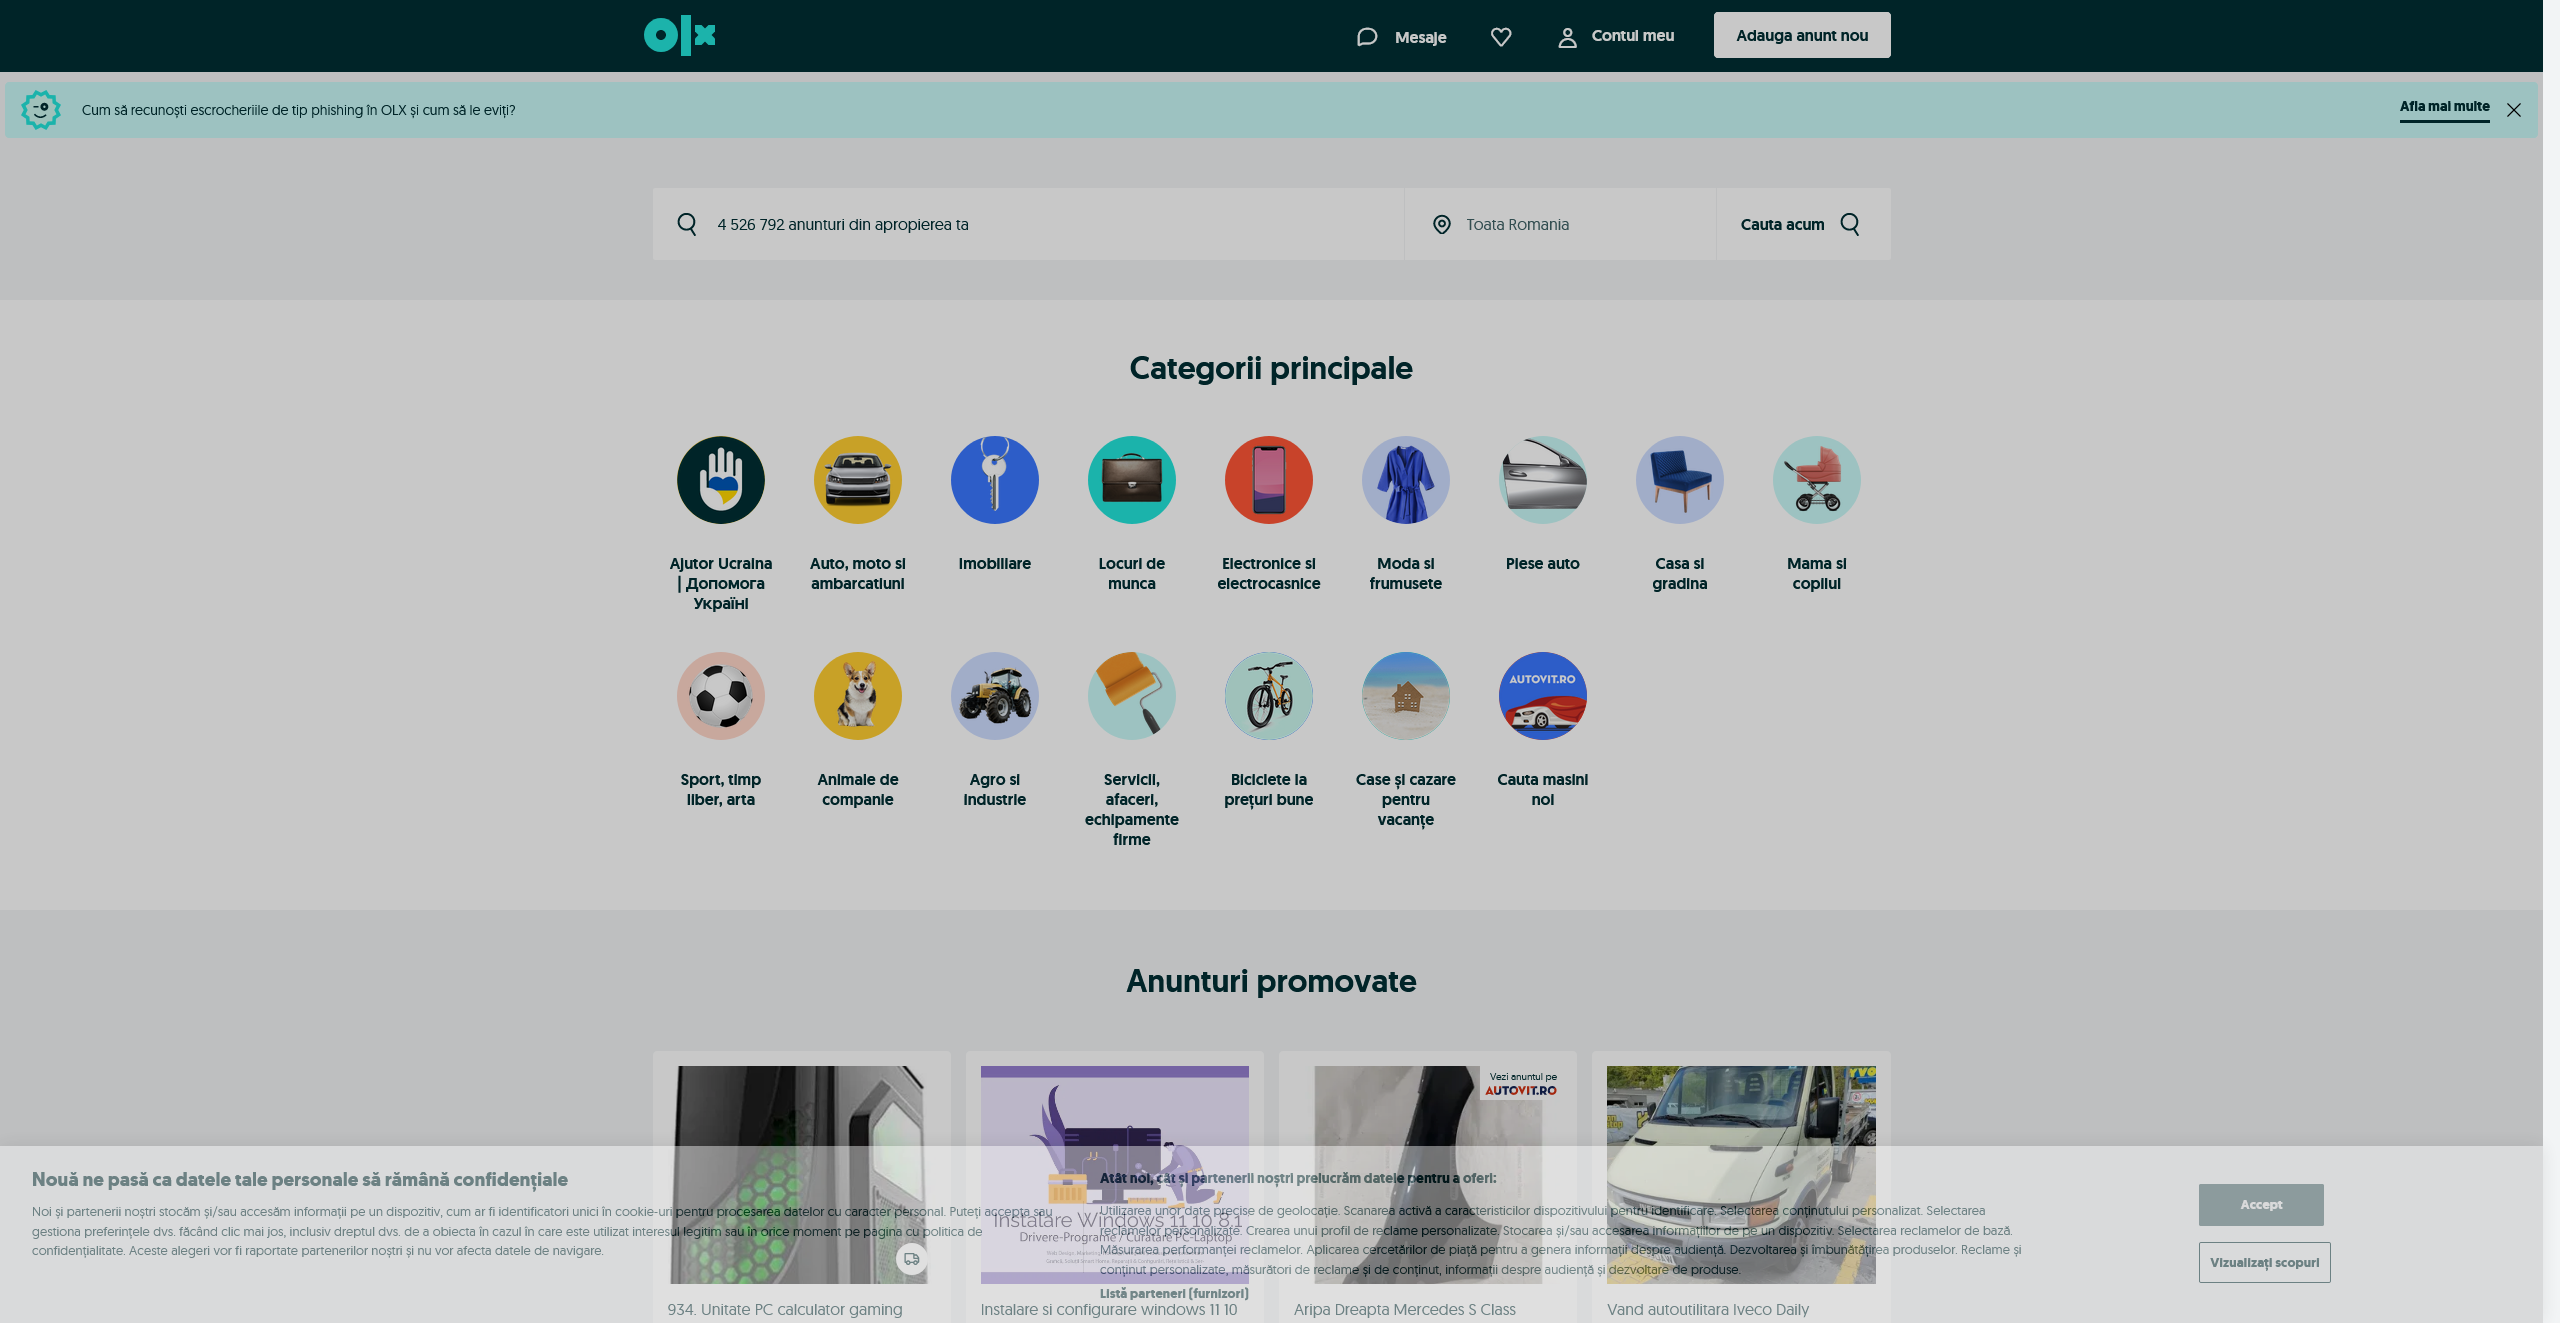 olx
Mesaje
Contul meu
Adauga anunt nou
Cum să recunoști escrocheriile de tip phishing în OLX și cum să le eviți?
Afla mai multe
4 526 792 anunturi din apropierea ta
Toata Romania
Cauta acum
Categorii principale
Ajutor Ucraina
| Допомога
Україні
Auto, moto si
ambarcatiuni
Imobiliare
Locuri de
munca
Electronice si
electrocasnice
Moda si
frumusete
Piese auto
Casa si
gradina
Mama si
copilul
AUTOVIT.RO
Sport, timp
liber, arta
Animale de
companie
Agro si
industrie
Servicii,
afaceri,
echipamente
firme
Biciclete la
prețuri bune
Case și cazare
pentru
vacanțe
Cauta masini
noi
Anunturi promovate
Vezi anuntul pe
AUTOVIT.RO
Instalare Windows 11 10 8.1
Drivere-Programe / Curatare PC-Laptop
Nouă ne pasă ca datele tale personale să rămână confidențiale
Noi și partenerii noștri stocăm și/sau accesăm informații pe un dispozitiv, cum ar fi identificatori unici în cookie-uri pentru procesarea datelor cu caracter personal. Puteți accepta sau
gestiona preferințele dvs. făcând clic mai jos, inclusiv dreptul dvs. de a obiecta în cazul în care este utilizat interesul legitim sau în orice moment pe pagina cu politica de
confidențialitate. Aceste alegeri vor fi raportate partenerilor noștri și nu vor afecta datele de navigare.
Atât noi, cât si partenerii noștri prelucrăm datele pentru a oferi:
Utilizarea unor date precise de geolocație. Scanarea activă a caracteristicilor dispozitivului pentru identificare. Selectarea conținutului personalizat. Selectarea
reclamelor personalizate. Crearea unui profil de reclame personalizate. Stocarea și/sau accesarea informațiilor de pe un dispozitiv. Selectarea reclamelor de bază.
Măsurarea performanței reclamelor. Aplicarea cercetărilor de piață pentru a genera informații despre audiență. Dezvoltarea și îmbunătățirea produselor. Reclame și
conținut personalizate, măsurători de reclame și de conținut, informații despre audiență și dezvoltare de produse.
Listă parteneri (furnizori)
Accept
Vizualizați scopuri
934. Unitate PC calculator gaming
Instalare si configurare windows 11 10
Aripa Dreapta Mercedes S Class
Vand autoutilitara Iveco Daily